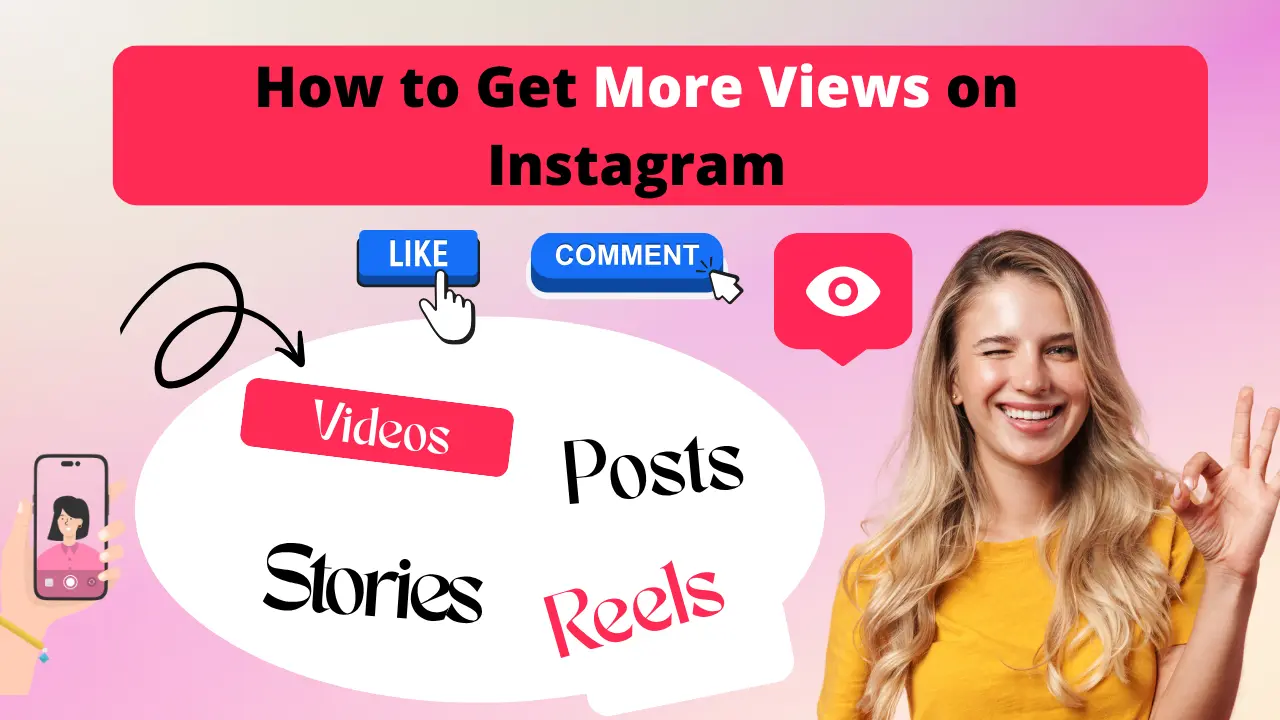 How to Get More Views on
Instagram
LIKE
COMMENT
Videos
Posts
Stories
Reels